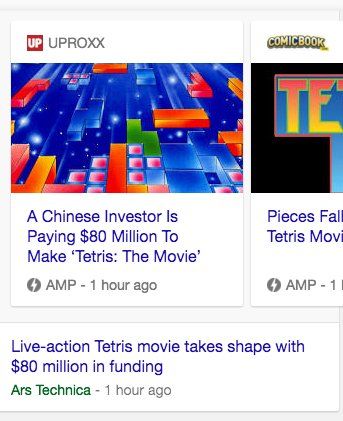 UP UPROXX
COMICBOOK
TET
A Chinese Investor Is
Paying $80 Million To
Make ‘Tetris: The Movie’
AMP - 1 hour ago
Pieces Fall
Tetris Movi
AMP - 1
Live-action Tetris movie takes shape with
$80 million in funding
Ars Technica - 1 hour ago